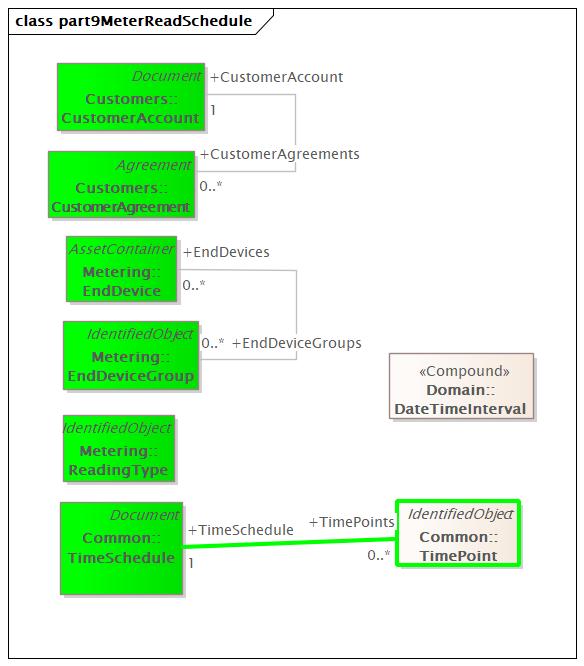 class part9MeterReadSchedule
Document
Customers::
CustomerAccount
+CustomerAccount
1
+CustomerAgreements
0..*
Agreement
Customers::
CustomerAgreement
AssetContainer
Metering::
EndDevice
+EndDevices
0..*
IdentifiedObject
Metering::
EndDeviceGroup
0..* +EndDeviceGroups
«Compound»
Domain::
DateTimeInterval
IdentifiedObject
Metering::
ReadingType
Document
Common::
TimeSchedule
+TimeSchedule
1
+TimePoints
0..*
IdentifiedObject
Common::
TimePoint